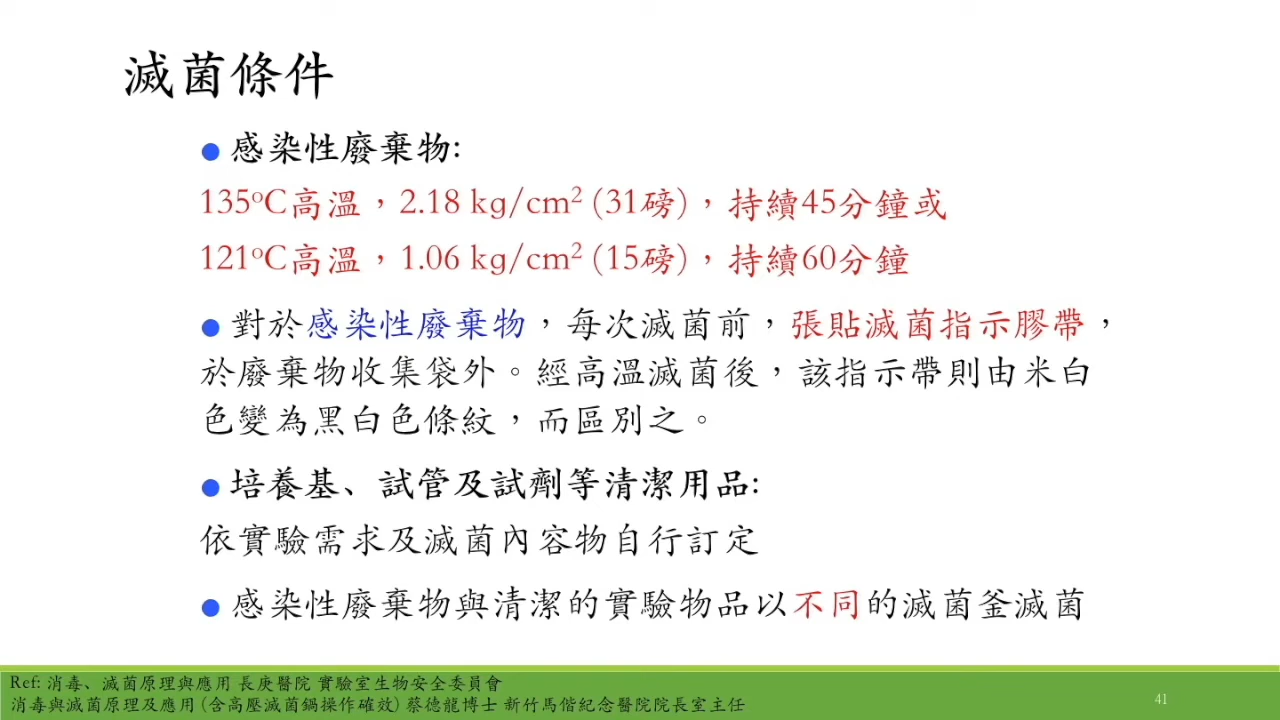 滅菌條件
● 感染性廢棄物:
135ºC高溫，2.18 kg/cm² (31磅)，持續45分鐘或
121ºC高溫，1.06 kg/cm² (15磅)，持續60分鐘
● 對於感染性廢棄物，每次滅菌前，張貼滅菌指示膠帶，
於廢棄物收集袋外。經高溫滅菌後，該指示帶則由米白
色變為黑白色條紋，而區別之。
● 培養基、試管及試劑等清潔用品:
依實驗需求及滅菌內容物自行訂定
● 感染性廢棄物與清潔的實驗物品以不同的滅菌釜滅菌
Ref: 消毒、滅菌原理與應用 長庚醫院 實驗室生物安全委員會
消毒與滅菌原理及應用(含高壓滅菌鍋操作確效) 蔡德龍博士 新竹馬偕紀念醫院院長室主任
41